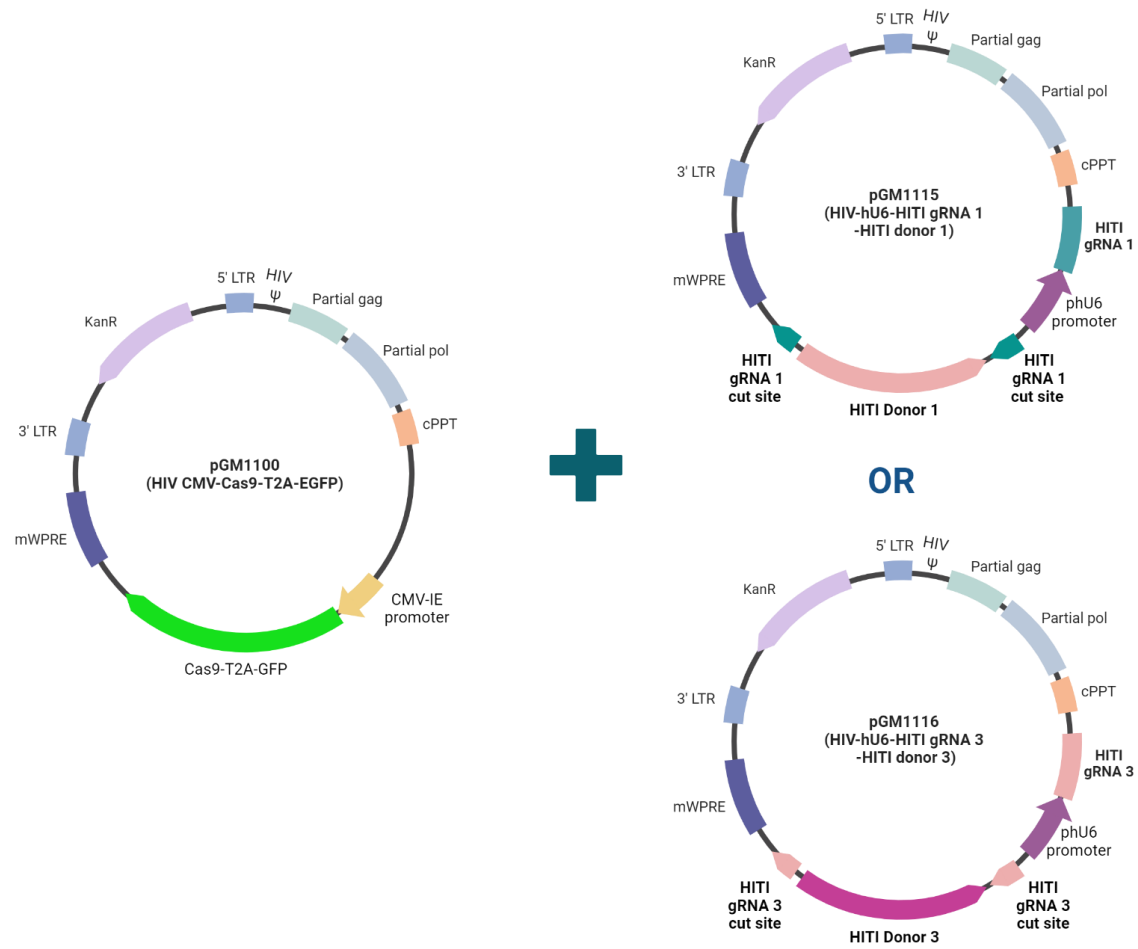 5' LTR
HIV
ψ
Partial gag
Partial pol
cPPT
CMV-IE
promoter
Cas9-T2A-GFP
mWPRE
3' LTR
KanR
pGM1100
(HIV CMV-Cas9-T2A-EGFP)
5' LTR
HIV
ψ
Partial gag
Partial pol
cPPT
HITI
gRNA 1
phU6
promoter
HITI
gRNA 1
cut site
HITI Donor 1
HITI
gRNA 1
cut site
mWPRE
3' LTR
KanR
pGM1115
(HIV-hU6-HITI gRNA 1
-HITI donor 1)
OR
5' LTR
HIV
ψ
Partial gag
Partial pol
cPPT
HITI
gRNA 3
phU6
promoter
HITI
gRNA 3
cut site
HITI Donor 3
HITI
gRNA 3
cut site
mWPRE
3' LTR
KanR
pGM1116
(HIV-hU6-HITI gRNA 3
-HITI donor 3)